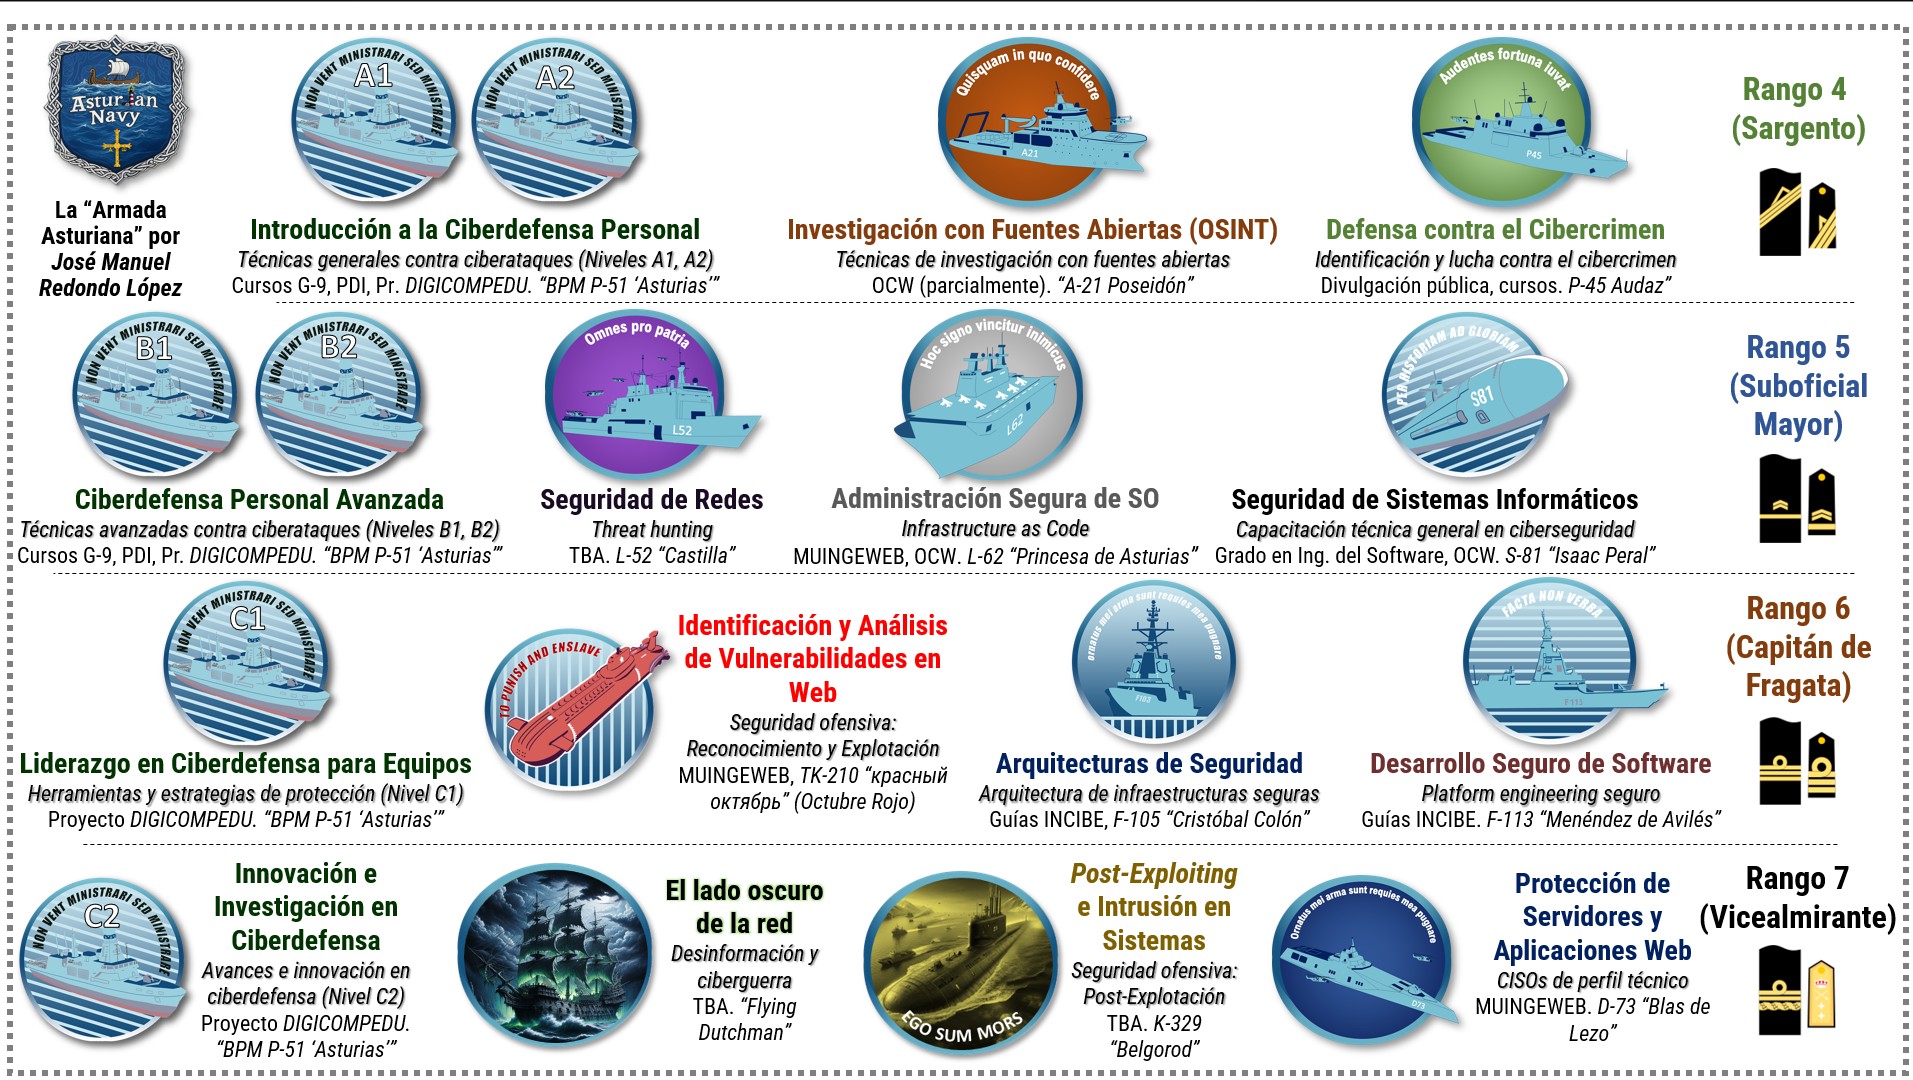 Asturian
Navy
La “Armada
Asturiana” por
José Manuel
Redondo López
NON VENT MINISTRARI SED MINISTRARE
A1
NON VENT MINISTRARI SED MINISTRARE
A2
Introducción a la Ciberdefensa Personal
Técnicas generales contra ciberataques (Niveles A1, A2)
Cursos G-9, PDI, Pr. DIGICOMPEDU. “BPM P-51 ‘Asturias’”
Quisquam in quo confidere
A21
Investigación con Fuentes Abiertas (OSINT)
Técnicas de investigación con fuentes abiertas
OCW (parcialmente). “A-21 Poseidón”
Audentes fortuna iuvat
P45
Defensa contra el Cibercrimen
Identificación y lucha contra el cibercrimen
Divulgación pública, cursos. P-45 Audaz”
Rango 4
(Sargento)
NON VENT MINISTRARI SED MINISTRARE
B1
NON VENT MINISTRARI SED MINISTRARE
B2
Ciberdefensa Personal Avanzada
Técnicas avanzadas contra ciberataques (Niveles B1, B2)
Cursos G-9, PDI, Pr. DIGICOMPEDU. “BPM P-51 ‘Asturias’”
Omnes pro patria
L52
Seguridad de Redes
Threat hunting
TBA. L-52 “Castilla”
Hoc signo vincitur inimicus
L62
Administración Segura de SO
Infrastructure as Code
MUINGEWEB, OCW. L-62 “Princesa de Asturias”
PER HISTORIAM AD GLORIAM
S81
Seguridad de Sistemas Informáticos
Capacitación técnica general en ciberseguridad
Grado en Ing. del Software, OCW. S-81 “Isaac Peral”
Rango 5
(Suboficial
Mayor)
NON VENT MINISTRARI SED MINISTRARE
C1
Liderazgo en Ciberdefensa para Equipos
Herramientas y estrategias de protección (Nivel C1)
Proyecto DIGICOMPEDU. “BPM P-51 ‘Asturias’”
TO PUNISH AND ENSLAVE
Identificación y Análisis
de Vulnerabilidades en
Web
Seguridad ofensiva:
Reconocimiento y Explotación
MUINGEWEB, TK-210 “красный
октябрь” (Octubre Rojo)
ornatus mei arma sunt requies mea pugnare
F105
Arquitecturas de Seguridad
Arquitectura de infraestructuras seguras
Guías INCIBE, F-105 “Cristóbal Colón”
FACTA NON VERBA
F113
Desarrollo Seguro de Software
Platform engineering seguro
Guías INCIBE. F-113 “Menéndez de Avilés”
Rango 6
(Capitán de
Fragata)
NON VENT MINISTRARI SED MINISTRARE
C2
Innovación e
Investigación en
Ciberdefensa
Avances e innovación en
ciberdefensa (Nivel C2)
Proyecto DIGICOMPEDU.
“BPM P-51 ‘Asturias’”
El lado oscuro
de la red
Desinformación y
ciberguerra
TBA. “Flying
Dutchman”
EGO SUM MORS
Post-Exploiting
e Intrusión en
Sistemas
Seguridad ofensiva:
Post-Explotación
TBA. K-329
“Belgorod”
Ornatus mei arma sunt requies mea pugnare
D73
Protección de
Servidores y
Aplicaciones Web
CISOs de perfil técnico
MUINGEWEB. D-73 “Blas de
Lezo”
Rango 7
(Vicealmirante)